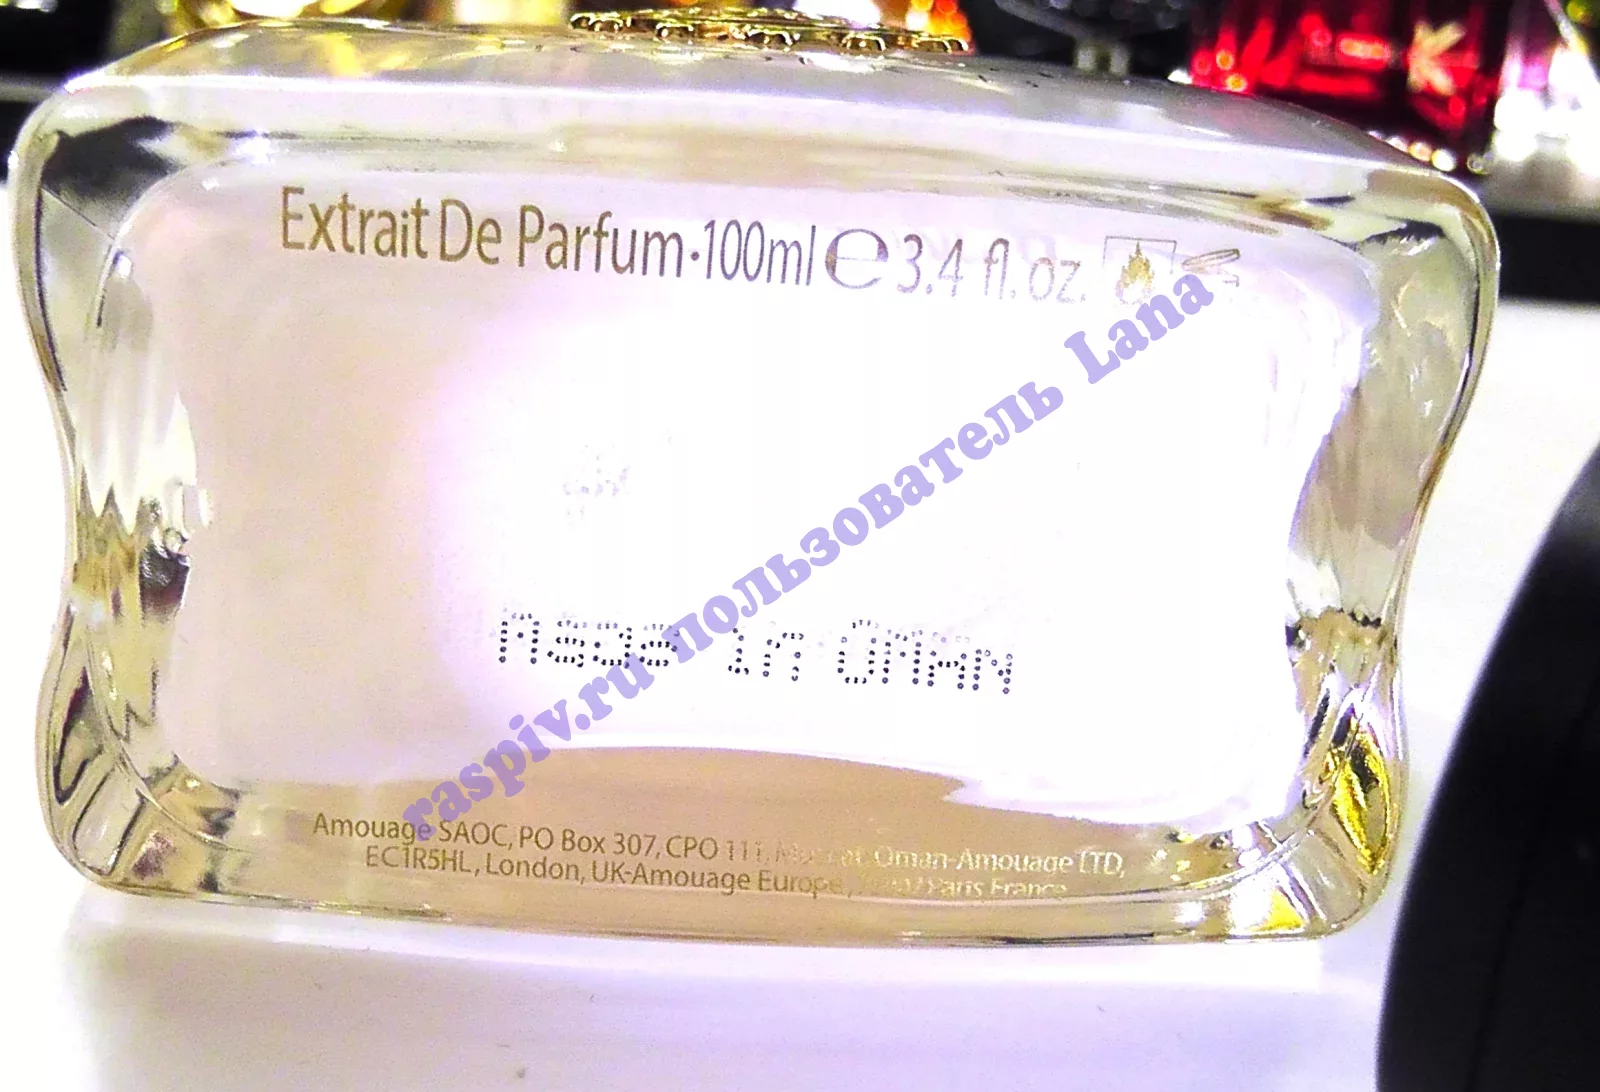 Extrait De Parfum·100ml ℮ 3.4 fl. oz.
raspiv.ru-пользователь Lana
Made in OMAN
Amouage SAOC, PO Box 307, CPO 111, Muscat, Oman-Amouage LTD,
EC1R5HL, London, UK-Amouage Europe, Paris France
K